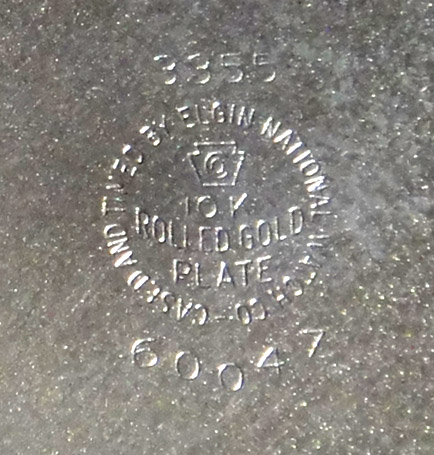 3355
CASED AND TIMED BY ELGIN NATIONAL WATCH CO.
10 K
ROLLED GOLD
PLATE
60047